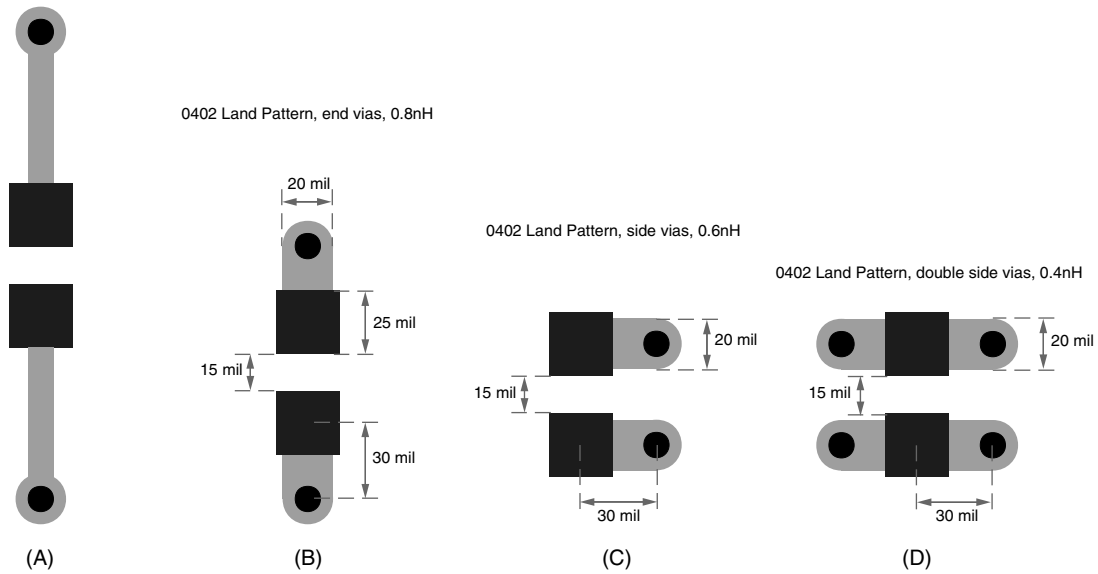 0402 Land Pattern, end vias, 0.8nH
20 mil
25 mil
15 mil
30 mil
(A)
(B)
0402 Land Pattern, side vias, 0.6nH
20 mil
15 mil
30 mil
(C)
0402 Land Pattern, double side vias, 0.4nH
20 mil
15 mil
30 mil
(D)